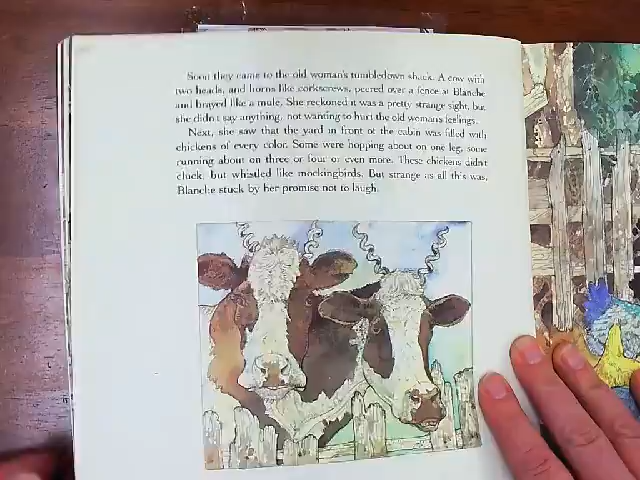 Soon they came to the old woman's tumbledown shack. A cow with
two heads, and horns like corkscrews, peered over a fence at Blanche
and brayed like a mule. She reckoned it was a pretty strange sight, but
she didn't say anything, not wanting to hurt the old woman's feelings.
Next, she saw that the yard in front of the cabin was filled with
chickens of every color. Some were hopping about on one leg, some
running about on three or four or even more. These chickens didn't
cluck, but whistled like mockingbirds. But strange as all this was,
Blanche stuck by her promise not to laugh.